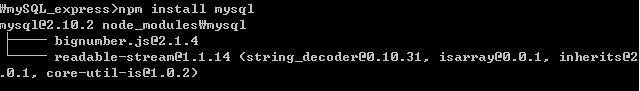 ₩mySQL_express>npm install mysql
mysql@2.10.2 node_modules₩mysql
├── bignumber.js@2.1.4
└── readable-stream@1.1.14 (string_decoder@0.10.31, isarray@0.0.1, inherits@2
.0.1, core-util-is@1.0.2)